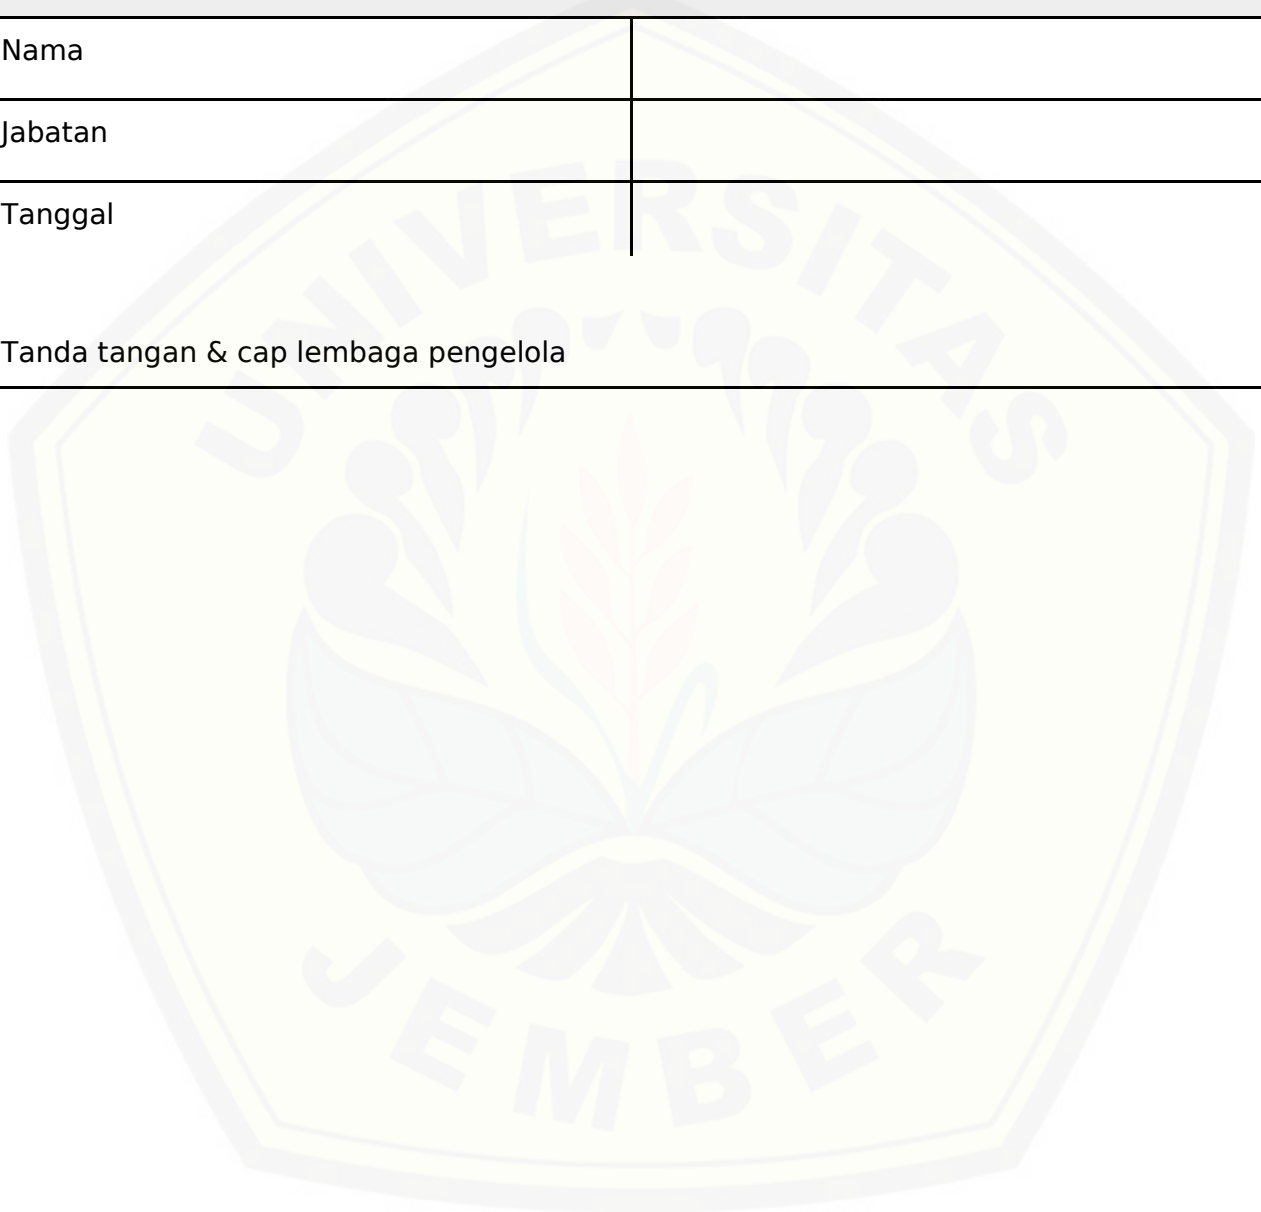 Nama
Jabatan
Tanggal
UNIVERSITAS
Tanda tangan & cap lembaga pengelola
JEMBER